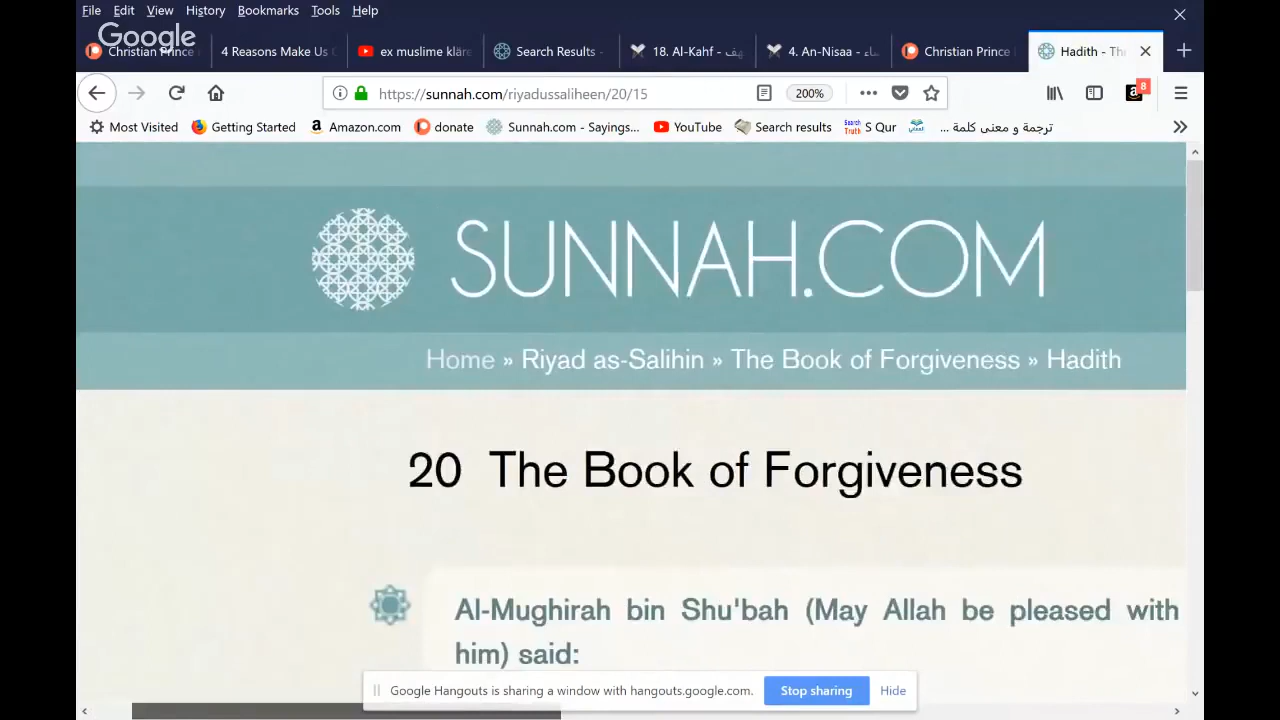 File Edit View History Bookmarks Tools Help
Google
Christian Prince
4 Reasons Make Us
ex muslime kläre
Search Results -
18. Al-Kahf -
4. An-Nisaa -
Christian Prince
Hadith - Th
https://sunnah.com/riyadussaliheen/20/15
200%
8
Most Visited Getting Started Amazon.com donate Sunnah.com - Sayings... YouTube Search results Search Truth S Qur ترجمة و معنى كلمة ...
SUNNAH.COM
Home » Riyad as-Salihin » The Book of Forgiveness » Hadith
20 The Book of Forgiveness
Al-Mughirah bin Shu'bah (May Allah be pleased with
him) said:
Google Hangouts is sharing a window with hangouts.google.com. Stop sharing Hide